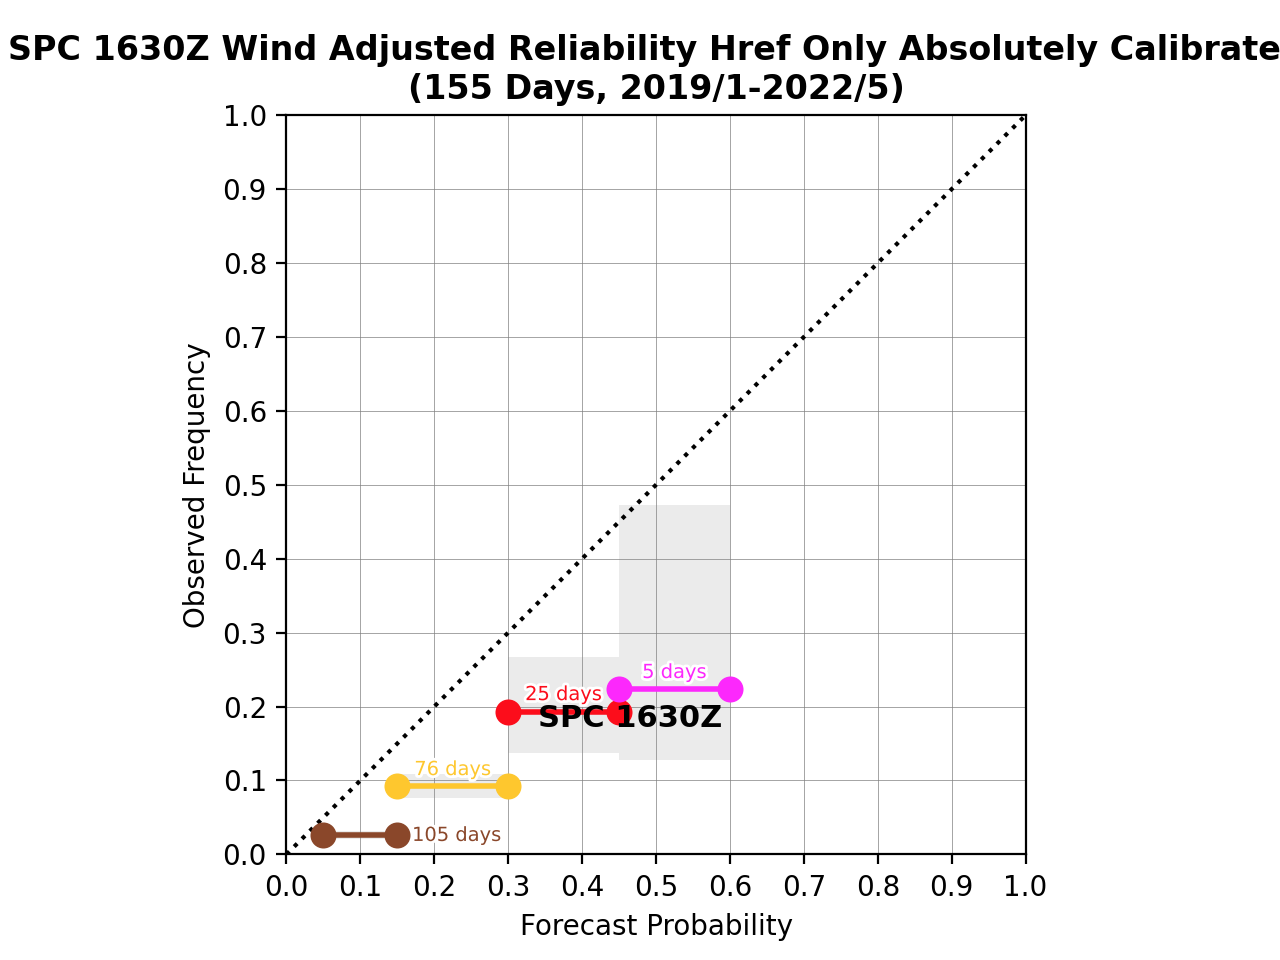 SPC 1630Z Wind Adjusted Reliability Href Only Absolutely Calibrate
(155 Days, 2019/1-2022/5)
1.0
0.9
0.8
0.7
0.6
0.5
0.4
0.3
0.2
0.1
0.0
Observed Frequency
5 days
25 days
SPC 1630Z
76 days
105 days
0.0 0.1 0.2 0.3 0.4 0.5 0.6 0.7 0.8 0.9 1.0
Forecast Probability